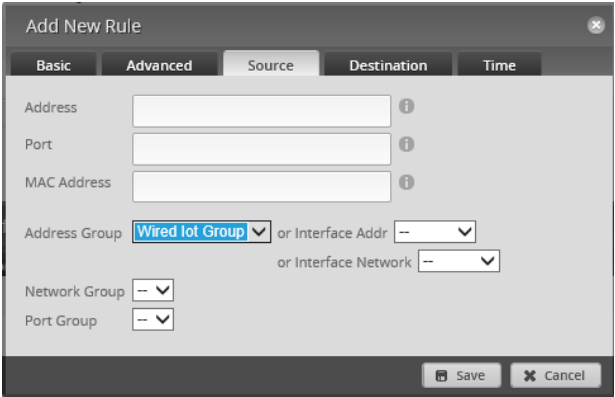 Add New Rule
Basic Advanced Source Destination Time
Address
Port
MAC Address
Address Group Wired Iot Group or Interface Addr --
or Interface Network --
Network Group --
Port Group --
Save Cancel